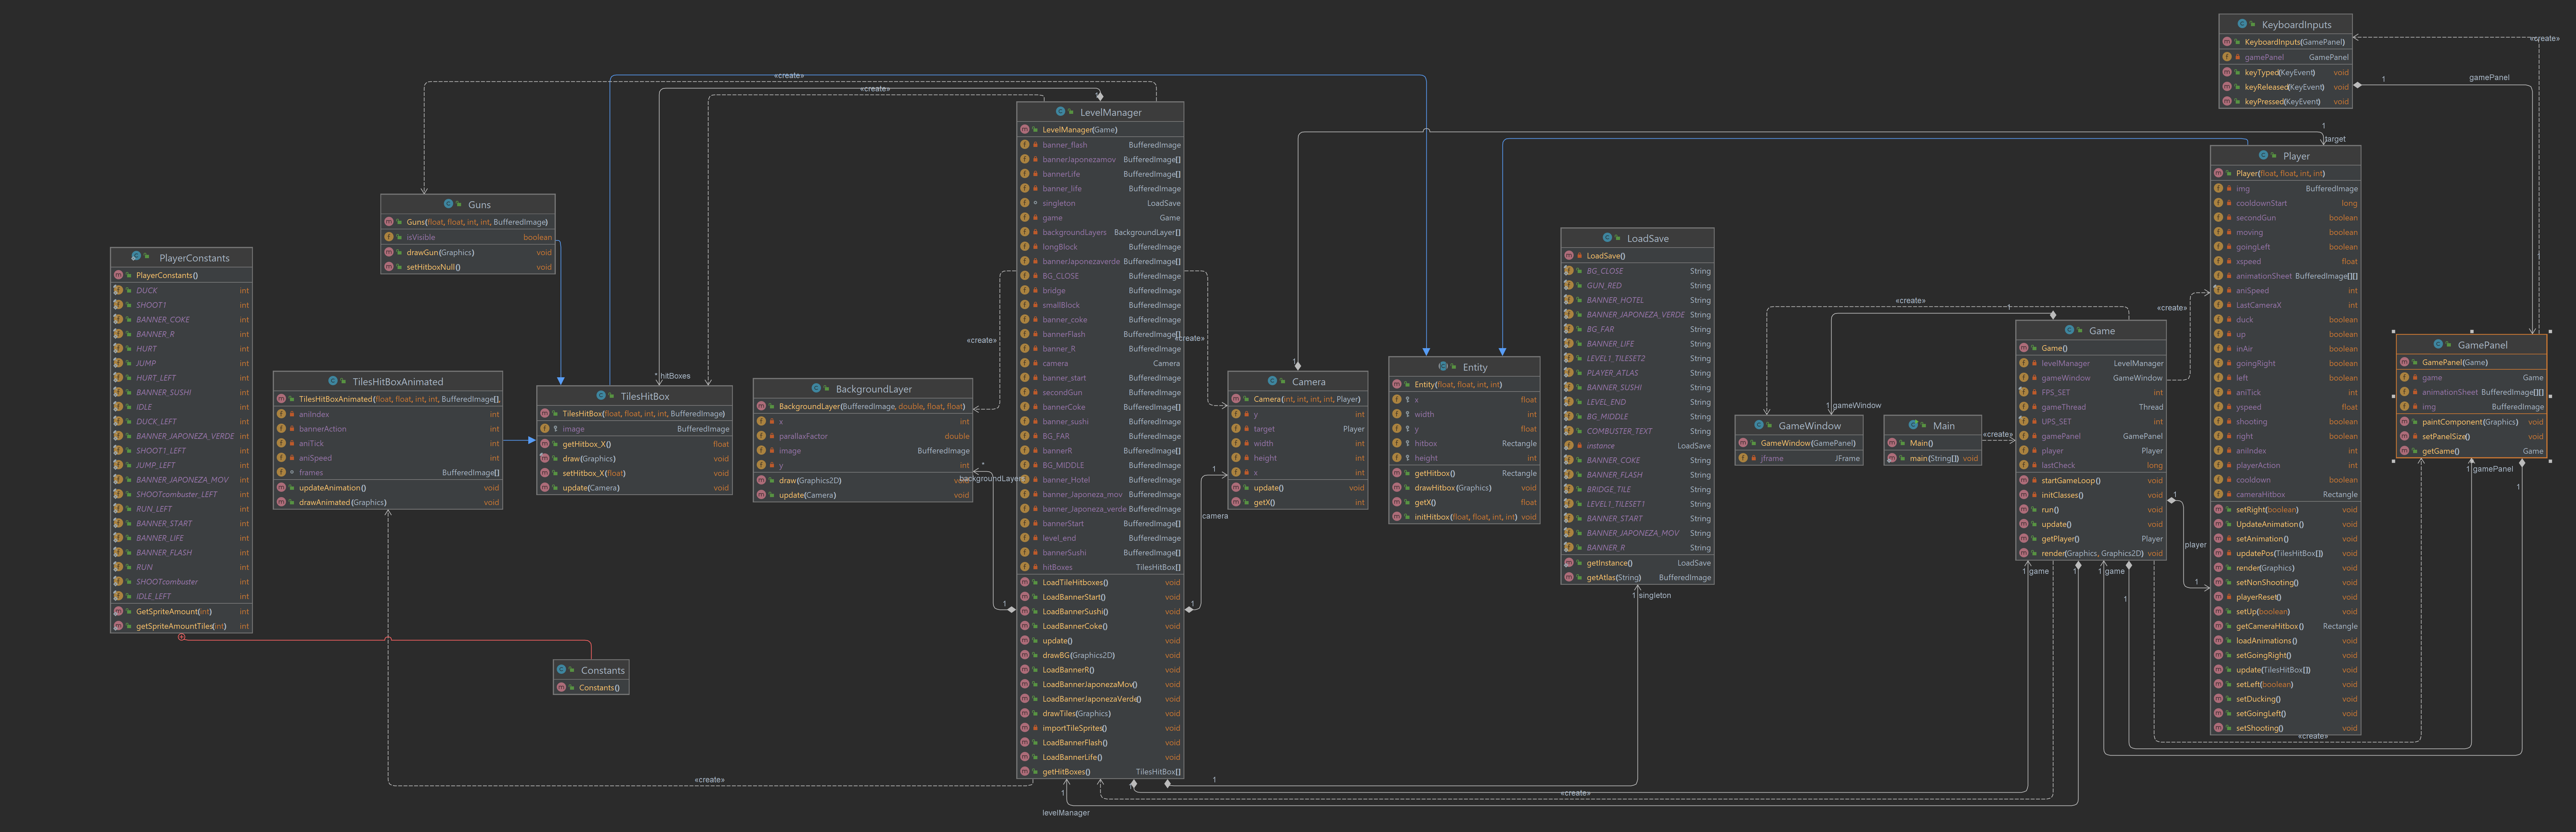 KeyboardInputs
KeyboardInputs(GamePanel)
gamePanel GamePanel
keyTyped(KeyEvent) void
keyReleased(KeyEvent) void
keyPressed(KeyEvent) void
«create»
1
gamePanel
«create»
«create»
LevelManager
LevelManager(Game)
banner_flash BufferedImage
bannerJaponezamov BufferedImage[]
bannerLife BufferedImage[]
banner_life BufferedImage
singleton LoadSave
game Game
backgroundLayers BackgroundLayer[]
longBlock BufferedImage
bannerJaponezaverde BufferedImage[]
BG_CLOSE BufferedImage
bridge BufferedImage
smallBlock BufferedImage
banner_coke BufferedImage
bannerFlash BufferedImage[]
banner_R BufferedImage
camera Camera
banner_start BufferedImage
secondGun BufferedImage
bannerCoke BufferedImage[]
banner_sushi BufferedImage
BG_FAR BufferedImage
bannerR BufferedImage[]
BG_MIDDLE BufferedImage
banner_Hotel BufferedImage
banner_Japoneza_mov BufferedImage
banner_Japoneza_verde BufferedImage
bannerStart BufferedImage[]
level_end BufferedImage
bannerSushi BufferedImage[]
hitBoxes TilesHitBox[]
LoadTileHitboxes() void
LoadBannerStart() void
LoadBannerSushi() void
LoadBannerCoke() void
update() void
drawBG(Graphics2D) void
LoadBannerR() void
LoadBannerJaponezaMov() void
LoadBannerJaponezaVerde() void
drawTiles(Graphics) void
importTileSprites() void
LoadBannerFlash() void
LoadBannerLife() void
getHitBoxes() TilesHitBox[]
1
target
Player
Player(float, float, int, int)
img BufferedImage
cooldownStart long
secondGun boolean
moving boolean
goingLeft boolean
xspeed float
animationSheet BufferedImage[][]
aniSpeed int
LastCameraX int
duck boolean
up boolean
inAir boolean
goingRight boolean
left boolean
aniTick int
yspeed float
shooting boolean
right boolean
aniIndex int
playerAction int
cooldown boolean
cameraHitbox Rectangle
setRight(boolean) void
UpdateAnimation() void
setAnimation() void
updatePos(TilesHitBox[]) void
render(Graphics) void
setNonShooting() void
playerReset() void
setUp(boolean) void
getCameraHitbox() Rectangle
loadAnimations() void
setGoingRight() void
update(TilesHitBox[]) void
setLeft(boolean) void
setDucking() void
setGoingLeft() void
setShooting() void
Guns
Guns(float, float, int, int, BufferedImage)
isVisible boolean
drawGun(Graphics) void
setHitboxNull() void
PlayerConstants
PlayerConstants()
DUCK int
SHOOT1 int
BANNER_COKE int
BANNER_R int
HURT int
JUMP int
HURT_LEFT int
BANNER_SUSHI int
IDLE int
DUCK_LEFT int
BANNER_JAPONEZA_VERDE int
SHOOT1_LEFT int
JUMP_LEFT int
BANNER_JAPONEZA_MOV int
SHOOTcombuster_LEFT int
RUN_LEFT int
BANNER_START int
BANNER_LIFE int
BANNER_FLASH int
RUN int
SHOOTcombuster int
IDLE_LEFT int
GetSpriteAmount(int) int
getSpriteAmountTiles(int) int
TilesHitBoxAnimated
TilesHitBoxAnimated(float, float, int, int, BufferedImage[],
aniIndex int
bannerAction int
aniTick int
aniSpeed int
frames BufferedImage[]
updateAnimation() void
drawAnimated(Graphics) void
* hitBoxes
TilesHitBox
TilesHitBox(float, float, int, int, BufferedImage)
image BufferedImage
getHitbox_X() float
draw(Graphics) void
setHitbox_X(float) void
update(Camera) void
Constants
Constants()
«create»
BackgroundLayer
BackgroundLayer(BufferedImage, double, float, float)
x int
parallaxFactor double
image BufferedImage
y int
draw(Graphics2D) void
update(Camera) void
*
backgroundLayers
1
«create»
1
Camera
Camera(int, int, int, int, Player)
y int
target Player
width int
height int
x int
update() void
getX() int
1
camera
1
Entity
Entity(float, float, int, int)
x float
width int
y float
hitbox Rectangle
height int
getHitbox() Rectangle
drawHitbox(Graphics) void
getX() float
initHitbox(float, float, int, int) void
LoadSave
LoadSave()
BG_CLOSE String
GUN_RED String
BANNER_HOTEL String
BANNER_JAPONEZA_VERDE String
BG_FAR String
BANNER_LIFE String
LEVEL1_TILESET2 String
PLAYER_ATLAS String
BANNER_SUSHI String
LEVEL_END String
BG_MIDDLE String
COMBUSTER_TEXT String
instance LoadSave
BANNER_COKE String
BANNER_FLASH String
BRIDGE_TILE String
LEVEL1_TILESET1 String
BANNER_START String
BANNER_JAPONEZA_MOV String
BANNER_R String
getInstance() LoadSave
getAtlas(String) BufferedImage
1 singleton
«create»
1
1 gameWindow
GameWindow
GameWindow(GamePanel)
jframe JFrame
Main
Main()
main(String[]) void
«create»
«create»
Game
Game()
levelManager LevelManager
gameWindow GameWindow
FPS_SET int
gameThread Thread
UPS_SET int
gamePanel GamePanel
player Player
lastCheck long
startGameLoop() void
initClasses() void
run() void
update() void
getPlayer() Player
render(Graphics, Graphics2D) void
1
player
1
1 game
1
1 game
1
GamePanel
GamePanel(Game)
game Game
animationSheet BufferedImage[][]
img BufferedImage
paintComponent(Graphics) void
setPanelSize() void
getGame() Game
1 gamePanel
1
«create»
«create»
1
1
1
«create»
levelManager